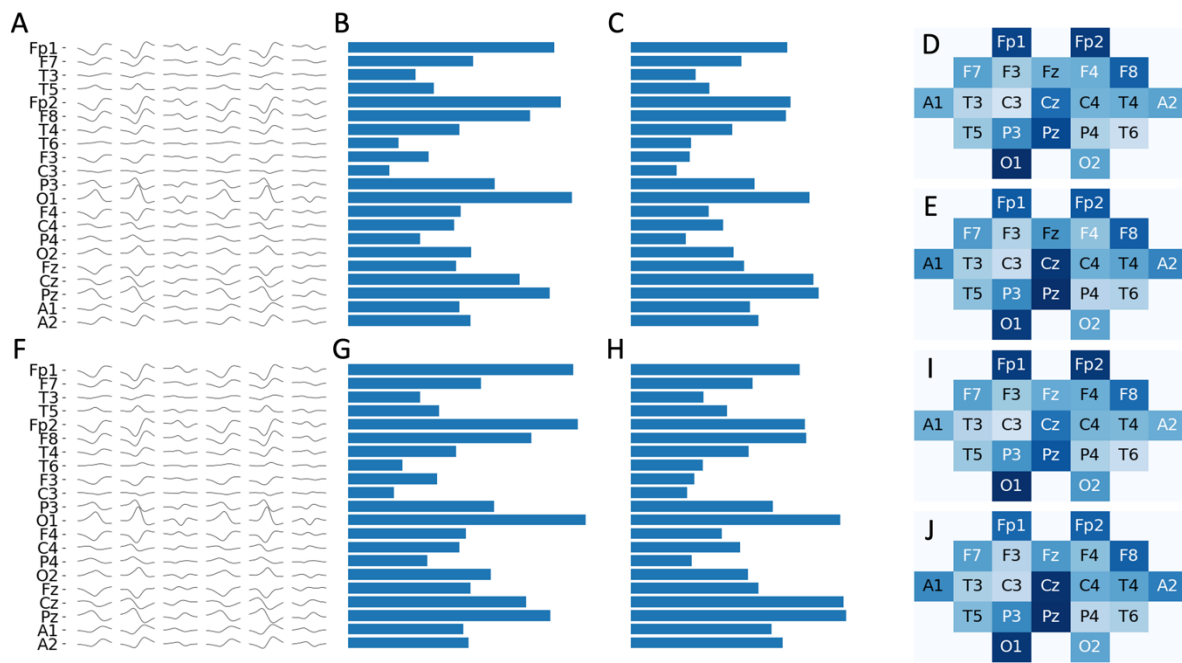 A B C
Fp1
F7
T3
T5
Fp2
F8
T4
T6
F3
C3
P3
O1
F4
C4
P4
O2
Fz
Cz
Pz
A1
A2
D
Fp1 Fp2
F7 F3 Fz F4 F8
A1 T3 C3 Cz C4 T4 A2
T5 P3 Pz P4 T6
O1 O2
E
Fp1 Fp2
F7 F3 Fz F4 F8
A1 T3 C3 Cz C4 T4 A2
T5 P3 Pz P4 T6
O1 O2
F G H
Fp1
F7
T3
T5
Fp2
F8
T4
T6
F3
C3
P3
O1
F4
C4
P4
O2
Fz
Cz
Pz
A1
A2
I
Fp1 Fp2
F7 F3 Fz F4 F8
A1 T3 C3 Cz C4 T4 A2
T5 P3 Pz P4 T6
O1 O2
J
Fp1 Fp2
F7 F3 Fz F4 F8
A1 T3 C3 Cz C4 T4 A2
T5 P3 Pz P4 T6
O1 O2